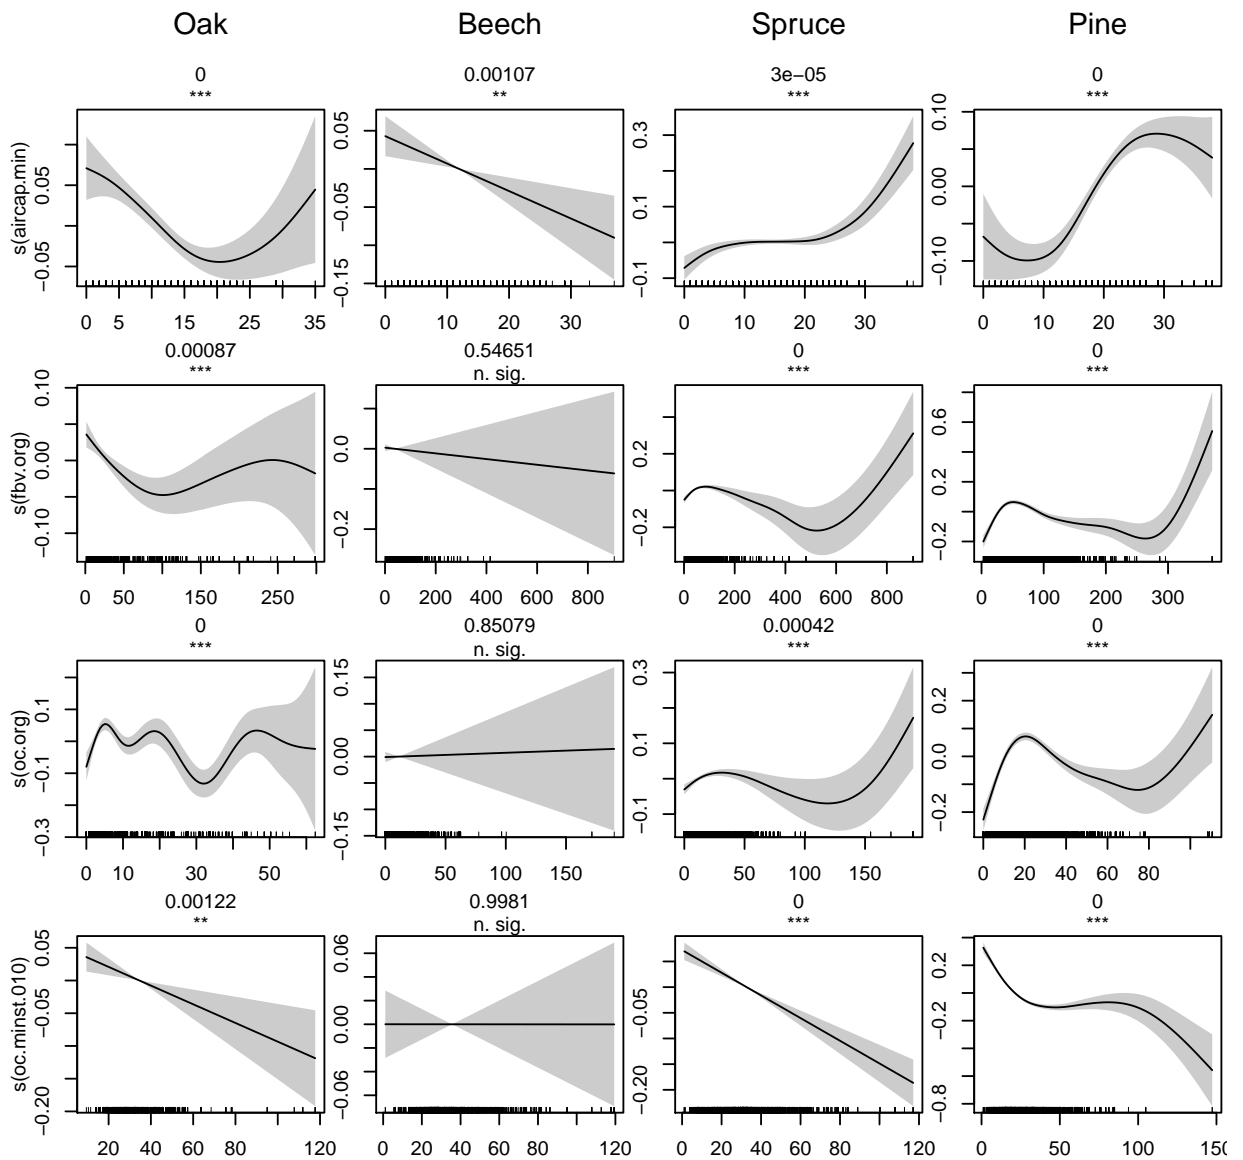 Oak Beech Spruce Pine
0 0.00107 3e−05 0
*** ** *** ***
s(aircap.min)
−0.05 0.05
−0.15 −0.05 0.05
−0.1 0.1 0.3
−0.10 0.00 0.10
0 5 15 25 35 0 10 20 30 0 10 20 30 0 10 20 30
0.00087 0.54651 0 0
*** n. sig. *** ***
s(fbv.org)
−0.10 0.00 0.10
−0.2 0.0
−0.2 0.2
−0.2 0.2 0.6
0 50 150 250 0 200 400 600 800 0 200 400 600 800 0 100 200 300
0 0.85079 0.00042 0
*** n. sig. *** ***
s(oc.org)
−0.3 −0.1 0.1
−0.15 0.00 0.15
−0.1 0.1 0.3
−0.2 0.0 0.2
0 10 30 50 0 50 100 150 0 50 100 150 0 20 40 60 80
0.00122 0.9981 0 0
** n. sig. *** ***
s(oc.minst.010)
−0.20 −0.05 0.05
−0.06 0.00 0.06
−0.20 −0.05
−0.8 −0.2 0.2
20 40 60 80 120 0 20 40 60 80 120 0 20 40 60 80 120 0 50 100